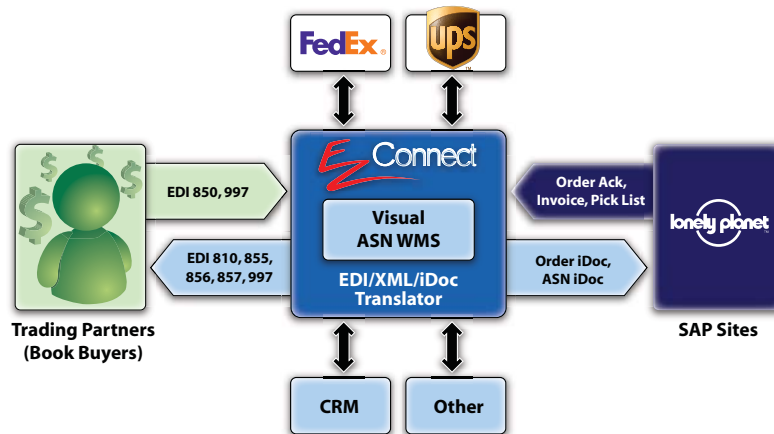 FedEx®
ups
TM
EZ Connect
EDI 850, 997
Visual
ASN WMS
Order Ack,
Invoice, Pick List
lonely planet
TM
EDI 810, 855,
856, 857, 997
EDI/XML/iDoc
Translator
Order iDoc,
ASN iDoc
Trading Partners
(Book Buyers)
SAP Sites
CRM
Other